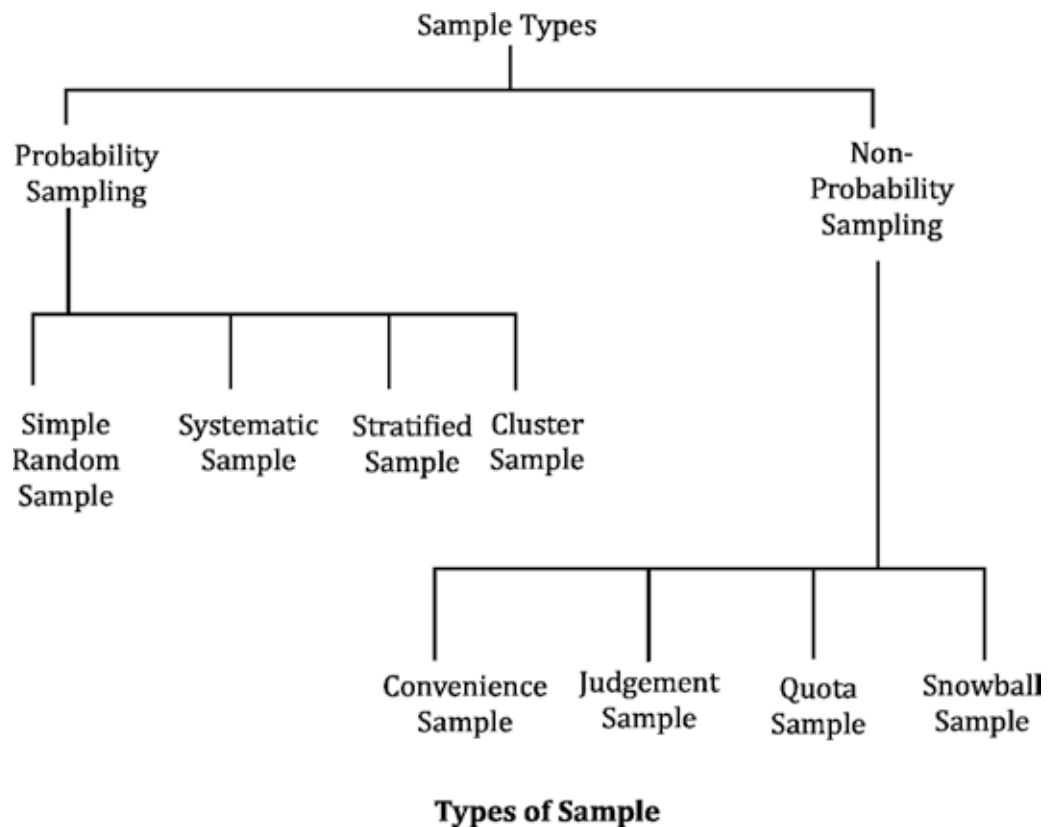 Sample Types
Probability
Sampling
Non-
Probability
Sampling
Simple
Random
Sample
Systematic
Sample
Stratified
Sample
Cluster
Sample
Convenience
Sample
Judgement
Sample
Quota
Sample
Snowball
Sample
Types of Sample